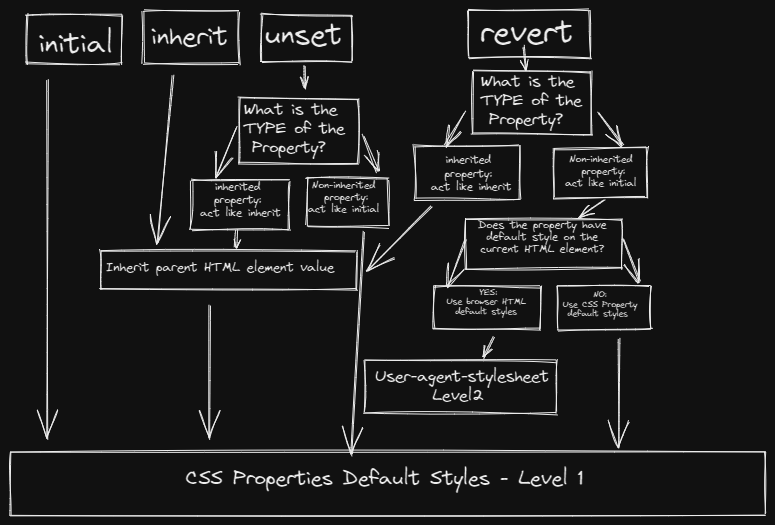 initial
inherit
unset
revert
What is the
TYPE of the
Property?
What is the
TYPE of the
Property?
inherited
property:
act like inherit
Non-inherited
property:
act like initial
inherited
property:
act like inherit
Non-inherited
property:
act like initial
Does the property have
default style on the
current HTML element?
Inherit parent HTML element value
YES:
Use browser HTML
default styles
NO:
Use CSS Property
default styles
User-agent-stylesheet
Level2
CSS Properties Default Styles - Level 1